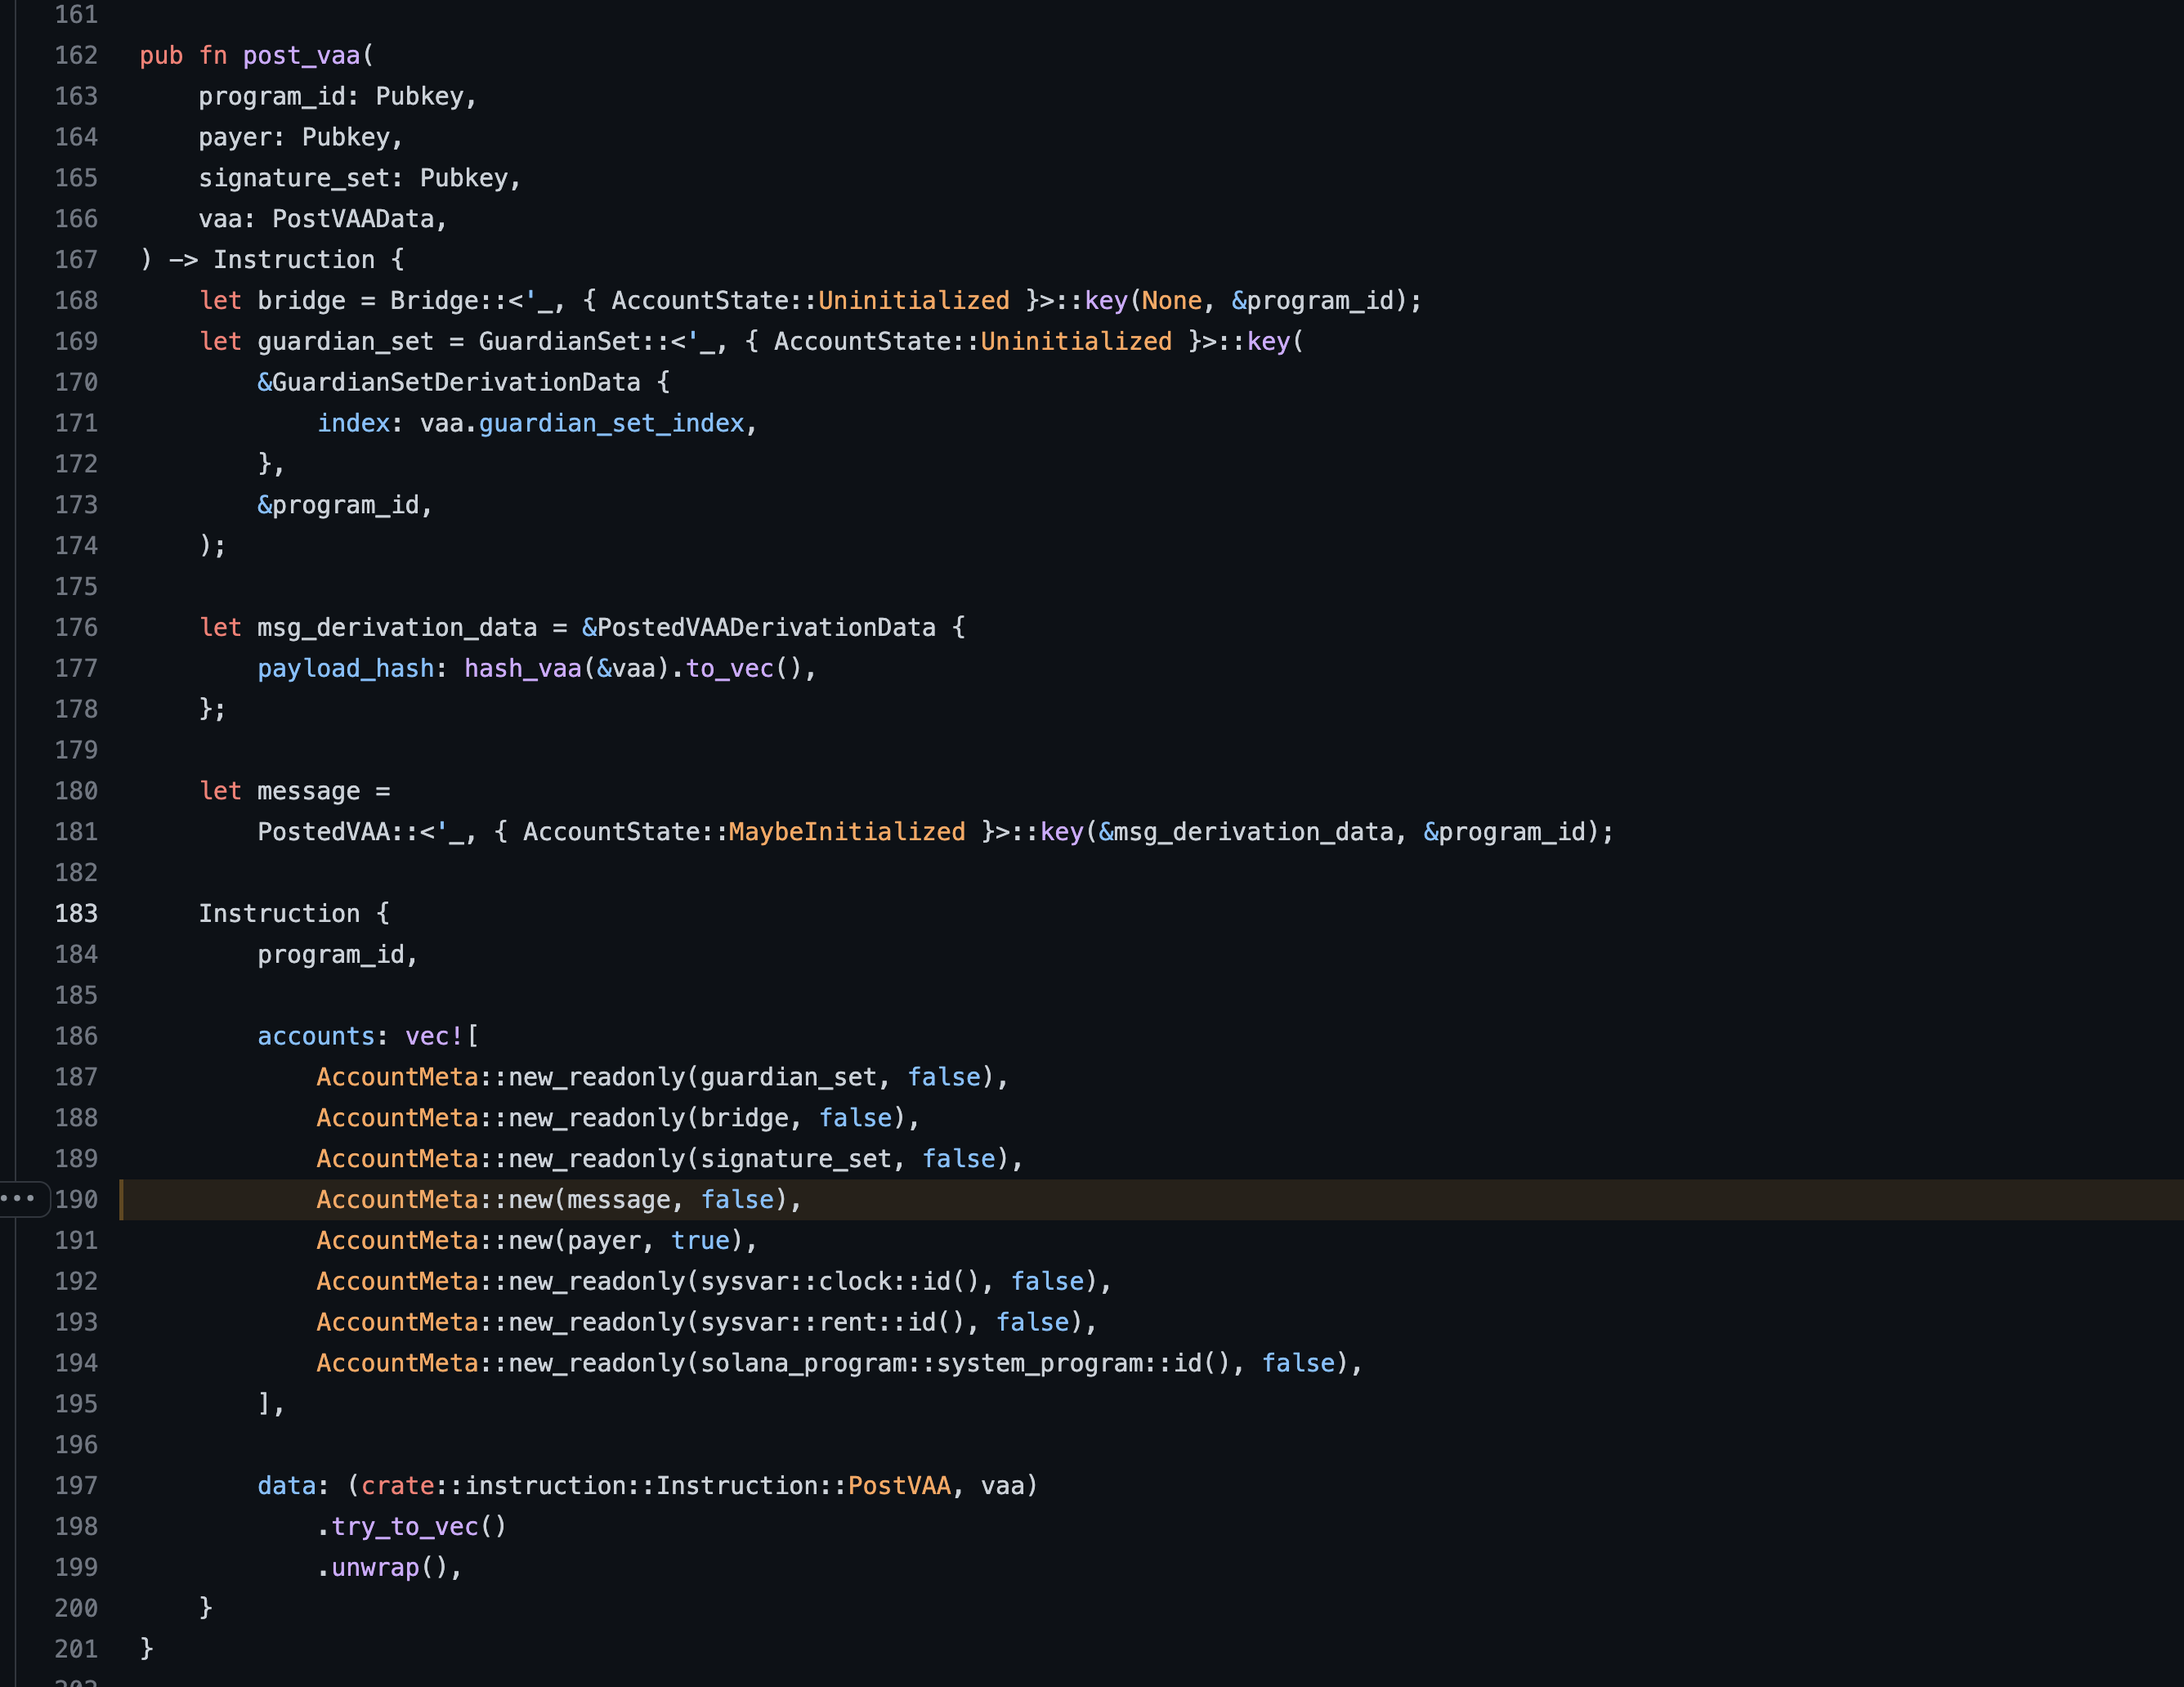 161
162 pub fn post_vaa(
163     program_id: Pubkey,
164     payer: Pubkey,
165     signature_set: Pubkey,
166     vaa: PostVAAData,
167 ) -> Instruction {
168     let bridge = Bridge::<'_, { AccountState::Uninitialized }>::key(None, &program_id);
169     let guardian_set = GuardianSet::<'_, { AccountState::Uninitialized }>::key(
170         &GuardianSetDerivationData {
171             index: vaa.guardian_set_index,
172         },
173         &program_id,
174     );
175
176     let msg_derivation_data = &PostedVAADerivationData {
177         payload_hash: hash_vaa(&vaa).to_vec(),
178     };
179
180     let message =
181         PostedVAA::<'_, { AccountState::MaybeInitialized }>::key(&msg_derivation_data, &program_id);
182
183     Instruction {
184         program_id,
185
186         accounts: vec![
187             AccountMeta::new_readonly(guardian_set, false),
188             AccountMeta::new_readonly(bridge, false),
189             AccountMeta::new_readonly(signature_set, false),
••• 190             AccountMeta::new(message, false),
191             AccountMeta::new(payer, true),
192             AccountMeta::new_readonly(sysvar::clock::id(), false),
193             AccountMeta::new_readonly(sysvar::rent::id(), false),
194             AccountMeta::new_readonly(solana_program::system_program::id(), false),
195         ],
196
197         data: (crate::instruction::Instruction::PostVAA, vaa)
198             .try_to_vec()
199             .unwrap(),
200     }
201 }